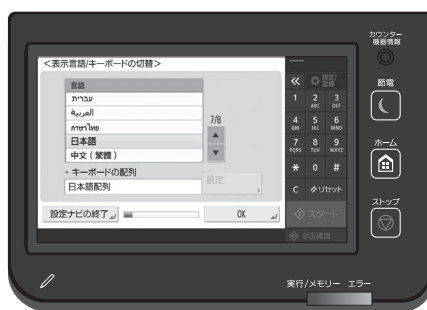 カウンター
機器情報
<表示言語/キーボードの切替>
言語
עברית
العربية
ภาษาไทย
日本語
中文 ( 繁體 )
7/8
キーボードの配列
日本語配列
設定
設定ナビの終了
OK
設定/
登録
1 2 3
ABC DEF
4 5 6
GHI JKL MNO
7 8 9
PQRS TUV WXYZ
* 0 #
C リセット
スタート
状況確認
節電
ホーム
ストップ
実行/メモリー エラー